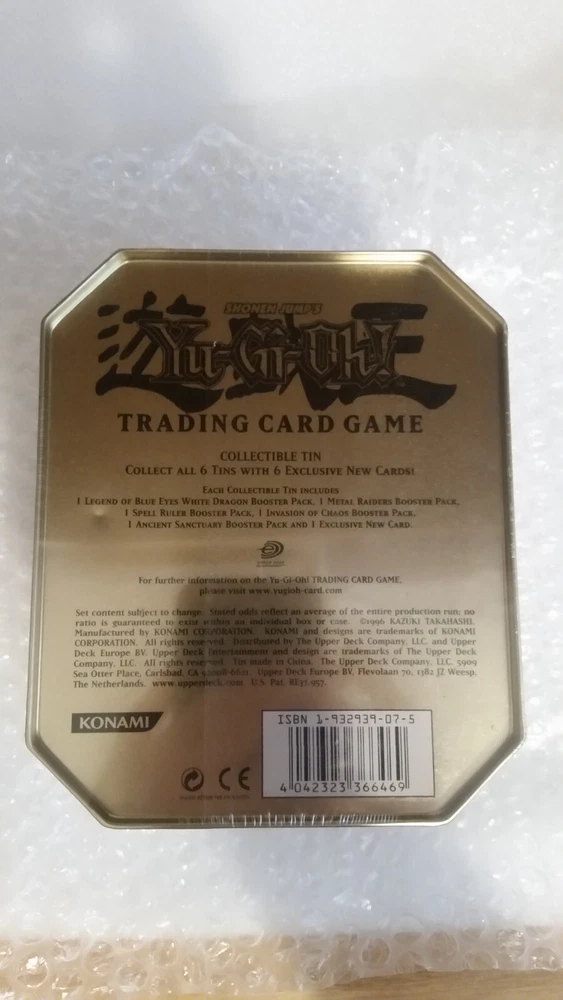 SHONEN JUMP'S
遊戯王
Yu-Gi-Oh!
TRADING CARD GAME
COLLECTIBLE TIN
COLLECT ALL 6 TINS WITH 6 EXCLUSIVE NEW CARDS!
EACH COLLECTIBLE TIN INCLUDES
1 LEGEND OF BLUE EYES WHITE DRAGON BOOSTER PACK, 1 METAL RAIDERS BOOSTER PACK,
1 SPELL RULER BOOSTER PACK, 1 INVASION OF CHAOS BOOSTER PACK,
1 ANCIENT SANCTUARY BOOSTER PACK AND 1 EXCLUSIVE NEW CARD.
For further information on the Yu-Gi-Oh! TRADING CARD GAME,
please visit www.yugioh-card.com
Set content subject to change. Stated odds reflect an average of the entire production run; no
ratio is guaranteed to exist within an individual box or case. ©1996 KAZUKI TAKAHASHI.
Manufactured by KONAMI CORPORATION. KONAMI and designs are trademarks of KONAMI
CORPORATION. All rights reserved. Distributed by The Upper Deck Company, LLC. and Upper
Deck Europe BV. Upper Deck Entertainment and design are trademarks of The Upper Deck
Company, LLC. All rights reserved. Tin made in China. The Upper Deck Company, LLC. 5909
Sea Otter Place, Carlsbad, CA 92008-6621. Upper Deck Europe BV, Flevolaan 70, 1382 JZ Weesp,
The Netherlands. www.upperdeck.com. U.S. Pat.
KONAMI
CE
ISBN 1-932939-07-5
4 042323 366469